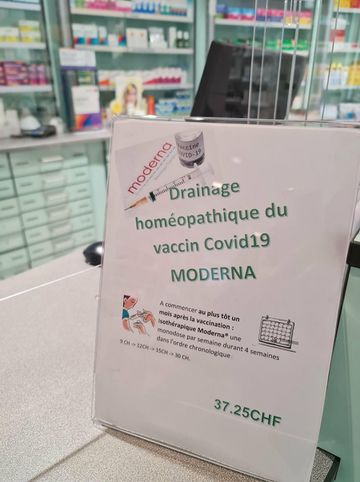 moderna
COVID-19
Drainage
homéopathique du
vaccin Covid19
MODERNA
A commencer au plus tôt un
mois après la vaccination :
isothérapique Moderna® une
monodose par semaine durant 4 semaines
dans l'ordre chronologique
9 CH -> 12CH -> 15CH -> 30 CH.
37.25CHF